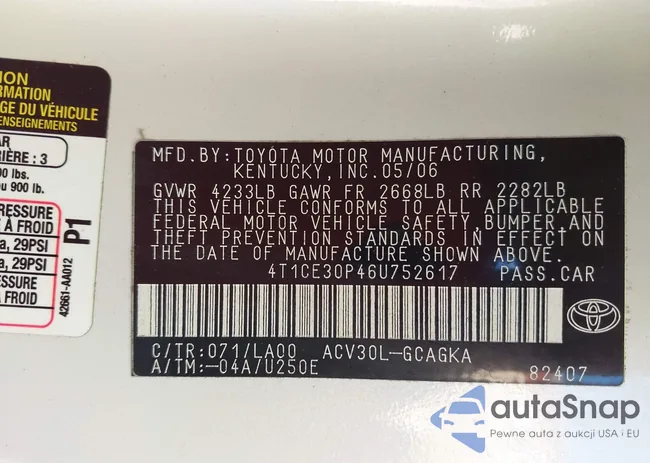 ION
FORMATION
GE DU VÉHICULE
ENSEIGNEMENTS
AR
RIÈRE : 3
00 lbs.
ou 900 lb.
PRESSURE
À FROID
a, 29PSI
a, 29PSI
PRESSURE
À FROID
P1
42661-AA012
MFD.BY:TOYOTA MOTOR MANUFACTURING,
KENTUCKY,INC.05/06
GVWR 4233LB GAWR FR 2668LB RR 2282LB
THIS VEHICLE CONFORMS TO ALL APPLICABLE
FEDERAL MOTOR VEHICLE SAFETY,BUMPER,AND
THEFT PREVENTION STANDARDS IN EFFECT ON
THE DATE OF MANUFACTURE SHOWN ABOVE.
4T1CE30P46U752617 PASS.CAR
C/TR:071/LA00 ACV30L-GCAGKA
A/TM:-04A/U250E 82407
autaSnap
Pewne auta z aukcji USA i EU